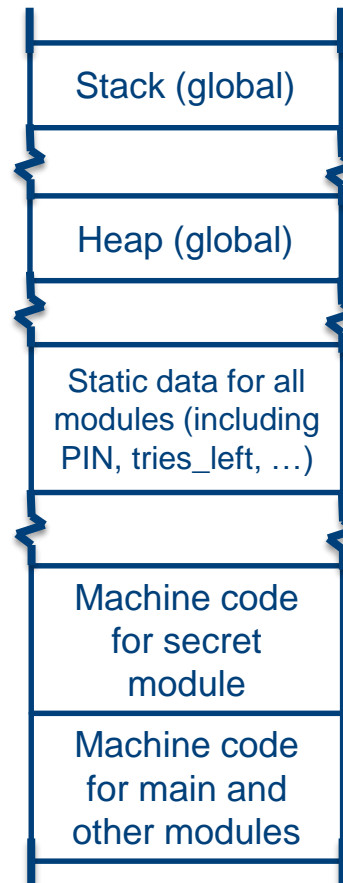 Stack (global)
Heap (global)
Static data for all
modules (including
PIN, tries_left, …)
Machine code
for secret
module
Machine code
for main and
other modules